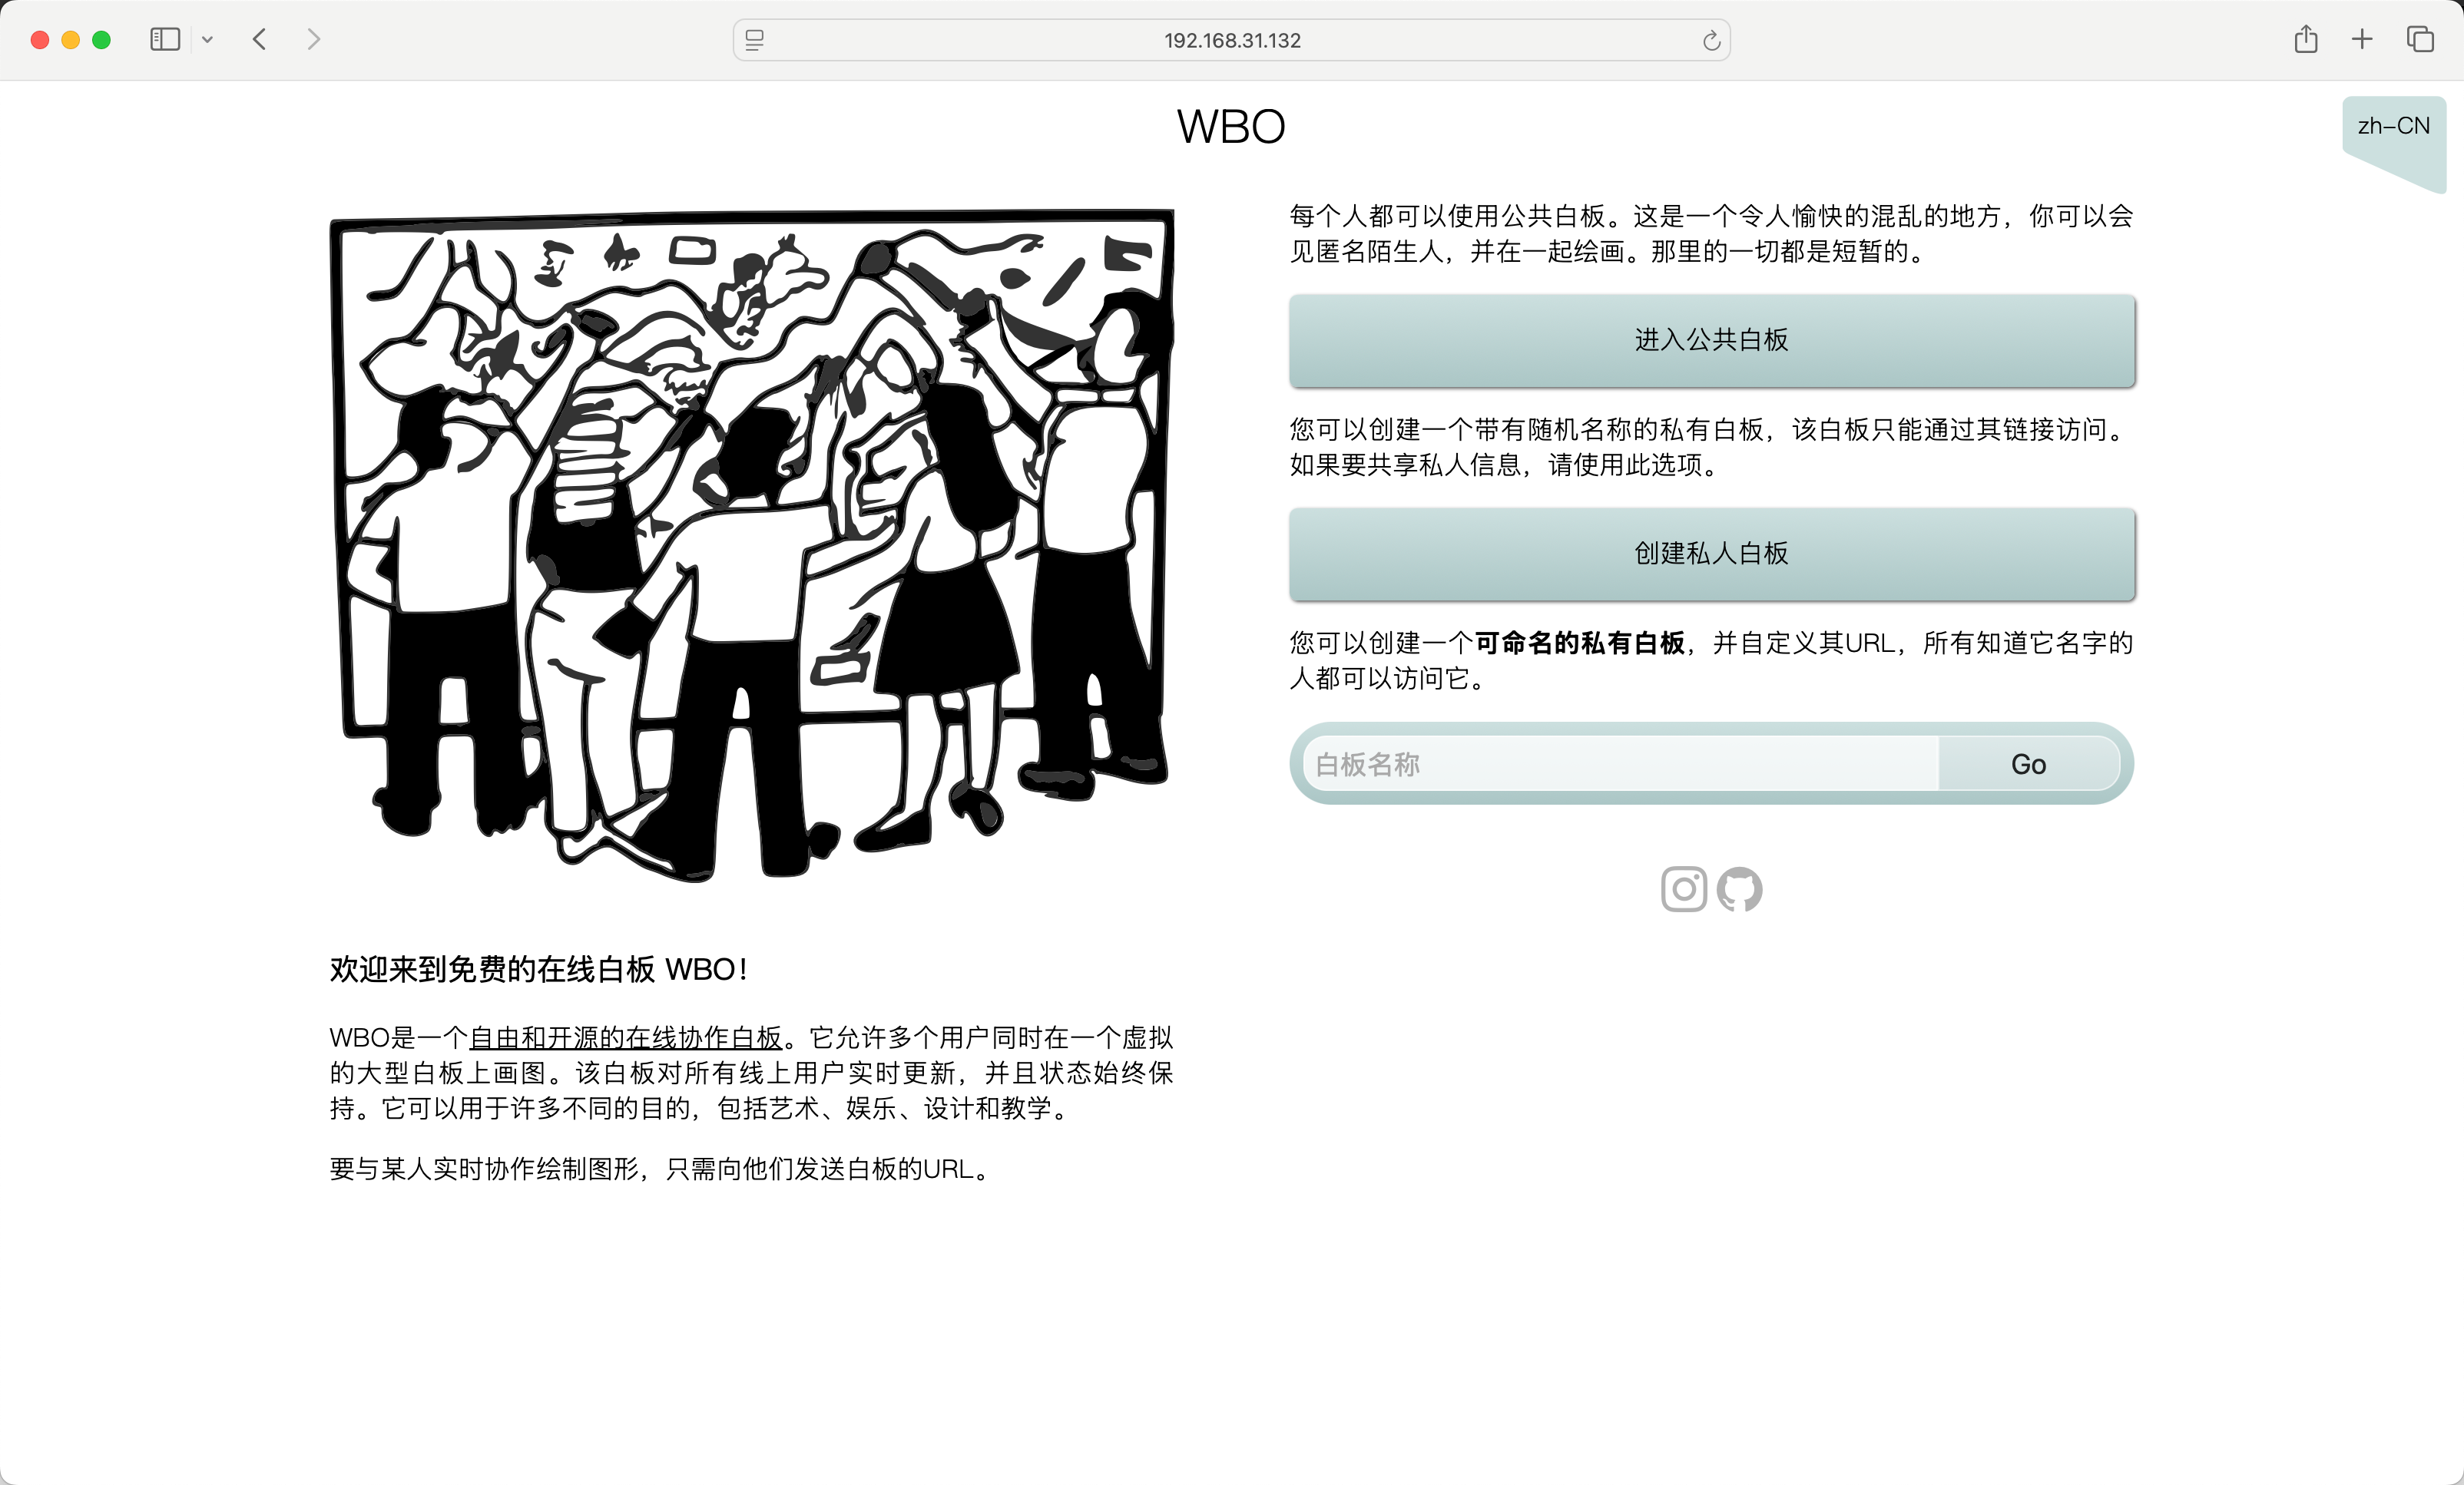 192.168.31.132
WBO
zh-CN
每个人都可以使用公共白板。这是一个令人愉快的混乱的地方，你可以会
见匿名陌生人，并在一起绘画。那里的一切都是短暂的。
进入公共白板
您可以创建一个带有随机名称的私有白板，该白板只能通过其链接访问。
如果要共享私人信息，请使用此选项。
创建私人白板
您可以创建一个可命名的私有白板，并自定义其URL，所有知道它名字的
人都可以访问它。
白板名称
Go
欢迎来到免费的在线白板 WBO！
WBO是一个自由和开源的在线协作白板。它允许多个用户同时在一个虚拟
的大型白板上画图。该白板对所有线上用户实时更新，并且状态始终保
持。它可以用于许多不同的目的，包括艺术、娱乐、设计和教学。
要与某人实时协作绘制图形，只需向他们发送白板的URL。